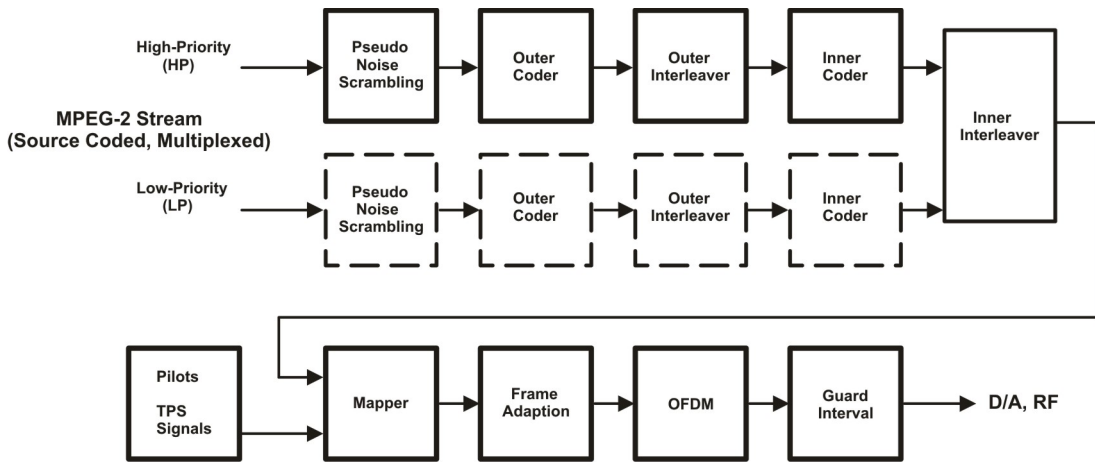 High-Priority
(HP)
Pseudo
Noise
Scrambling
Outer
Coder
Outer
Interleaver
Inner
Coder
Inner
Interleaver
MPEG-2 Stream
(Source Coded, Multiplexed)
Low-Priority
(LP)
Pseudo
Noise
Scrambling
Outer
Coder
Outer
Interleaver
Inner
Coder
Pilots
TPS
Signals
Mapper
Frame
Adaption
OFDM
Guard
Interval
D/A, RF